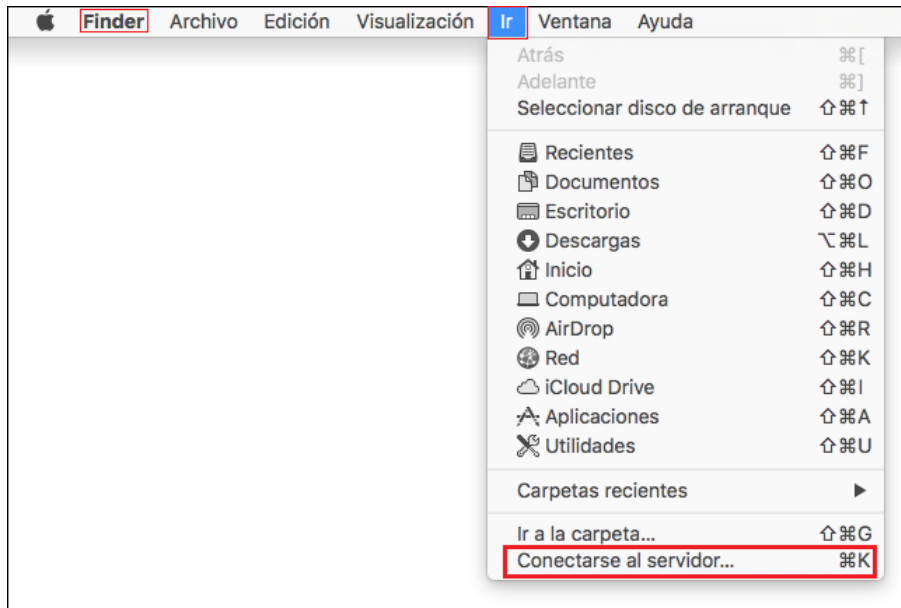 Finder Archivo Edición Visualización Ir Ventana Ayuda
Atrás ⌘[
Adelante ⌘]
Seleccionar disco de arranque ⇧⌘↑
Recientes ⇧⌘F
Documentos ⇧⌘O
Escritorio ⇧⌘D
Descargas ⌥⌘L
Inicio ⇧⌘H
Computadora ⇧⌘C
AirDrop ⇧⌘R
Red ⇧⌘K
iCloud Drive ⇧⌘I
Aplicaciones ⇧⌘A
Utilidades ⇧⌘U
Carpetas recientes ▶
Ir a la carpeta... ⇧⌘G
Conectarse al servidor... ⌘K